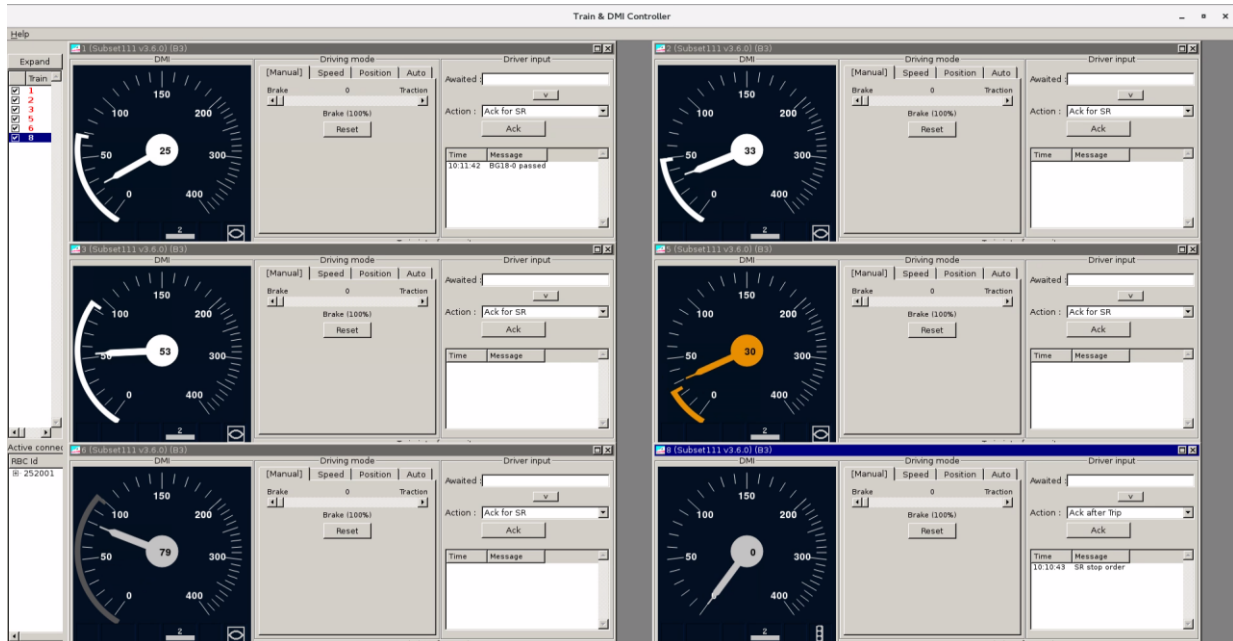 Train & DMI Controller
Help
Expand
Train
1
2
3
5
6
8
Active connec
RBC Id
252001
1 (Subset111 v3.6.0) (B3)
DMI
Driving mode
Driver input
[Manual] Speed Position Auto
Brake 0 Traction
Brake (100%)
Reset
Awaited :
v
Action : Ack for SR
Ack
Time Message
10:11:42 BG18-0 passed
0 50 100 150 200 300 400
25
2
2 (Subset111 v3.6.0) (B3)
DMI
Driving mode
Driver input
[Manual] Speed Position Auto
Brake 0 Traction
Brake (100%)
Reset
Awaited :
v
Action : Ack for SR
Ack
Time Message
0 50 100 150 200 300 400
33
2
3 (Subset111 v3.6.0) (B3)
DMI
Driving mode
Driver input
[Manual] Speed Position Auto
Brake 0 Traction
Brake (100%)
Reset
Awaited :
v
Action : Ack for SR
Ack
Time Message
0 50 100 150 200 300 400
53
2
5 (Subset111 v3.6.0) (B3)
DMI
Driving mode
Driver input
[Manual] Speed Position Auto
Brake 0 Traction
Brake (100%)
Reset
Awaited :
v
Action : Ack for SR
Ack
Time Message
0 50 100 150 200 300 400
30
2
6 (Subset111 v3.6.0) (B3)
DMI
Driving mode
Driver input
[Manual] Speed Position Auto
Brake 0 Traction
Brake (100%)
Reset
Awaited :
v
Action : Ack for SR
Ack
Time Message
0 50 100 150 200 300 400
79
2
8 (Subset111 v3.6.0) (B3)
DMI
Driving mode
Driver input
[Manual] Speed Position Auto
Brake 0 Traction
Brake (100%)
Reset
Awaited :
v
Action : Ack after Trip
Ack
Time Message
10:10:43 SR stop order
0 50 100 150 200 300 400
0
2